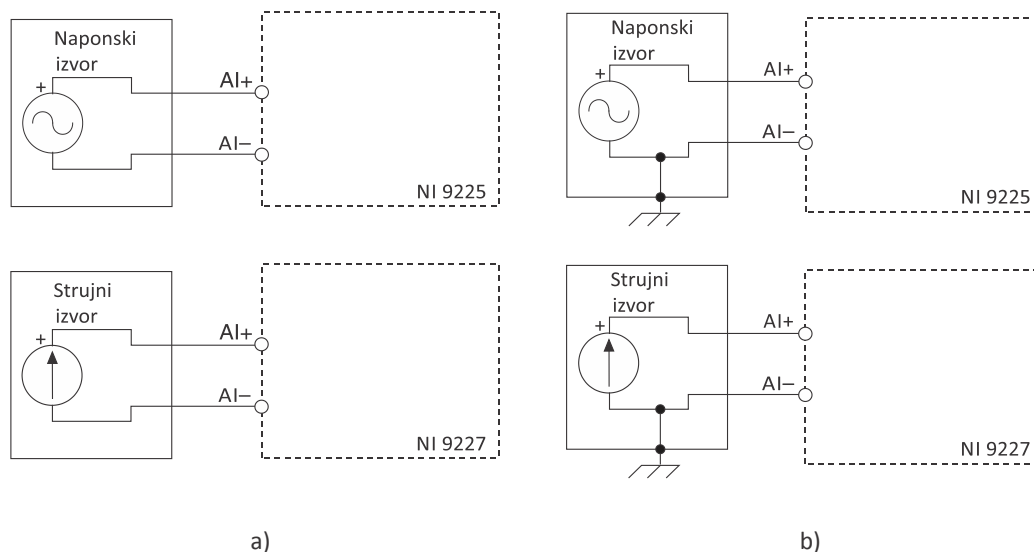 Naponski
izvor
+
AI+
AI–
NI 9225
Naponski
izvor
+
AI+
AI–
NI 9225
Strujni
izvor
+
AI+
AI–
NI 9227
Strujni
izvor
+
AI+
AI–
NI 9227
a)
b)